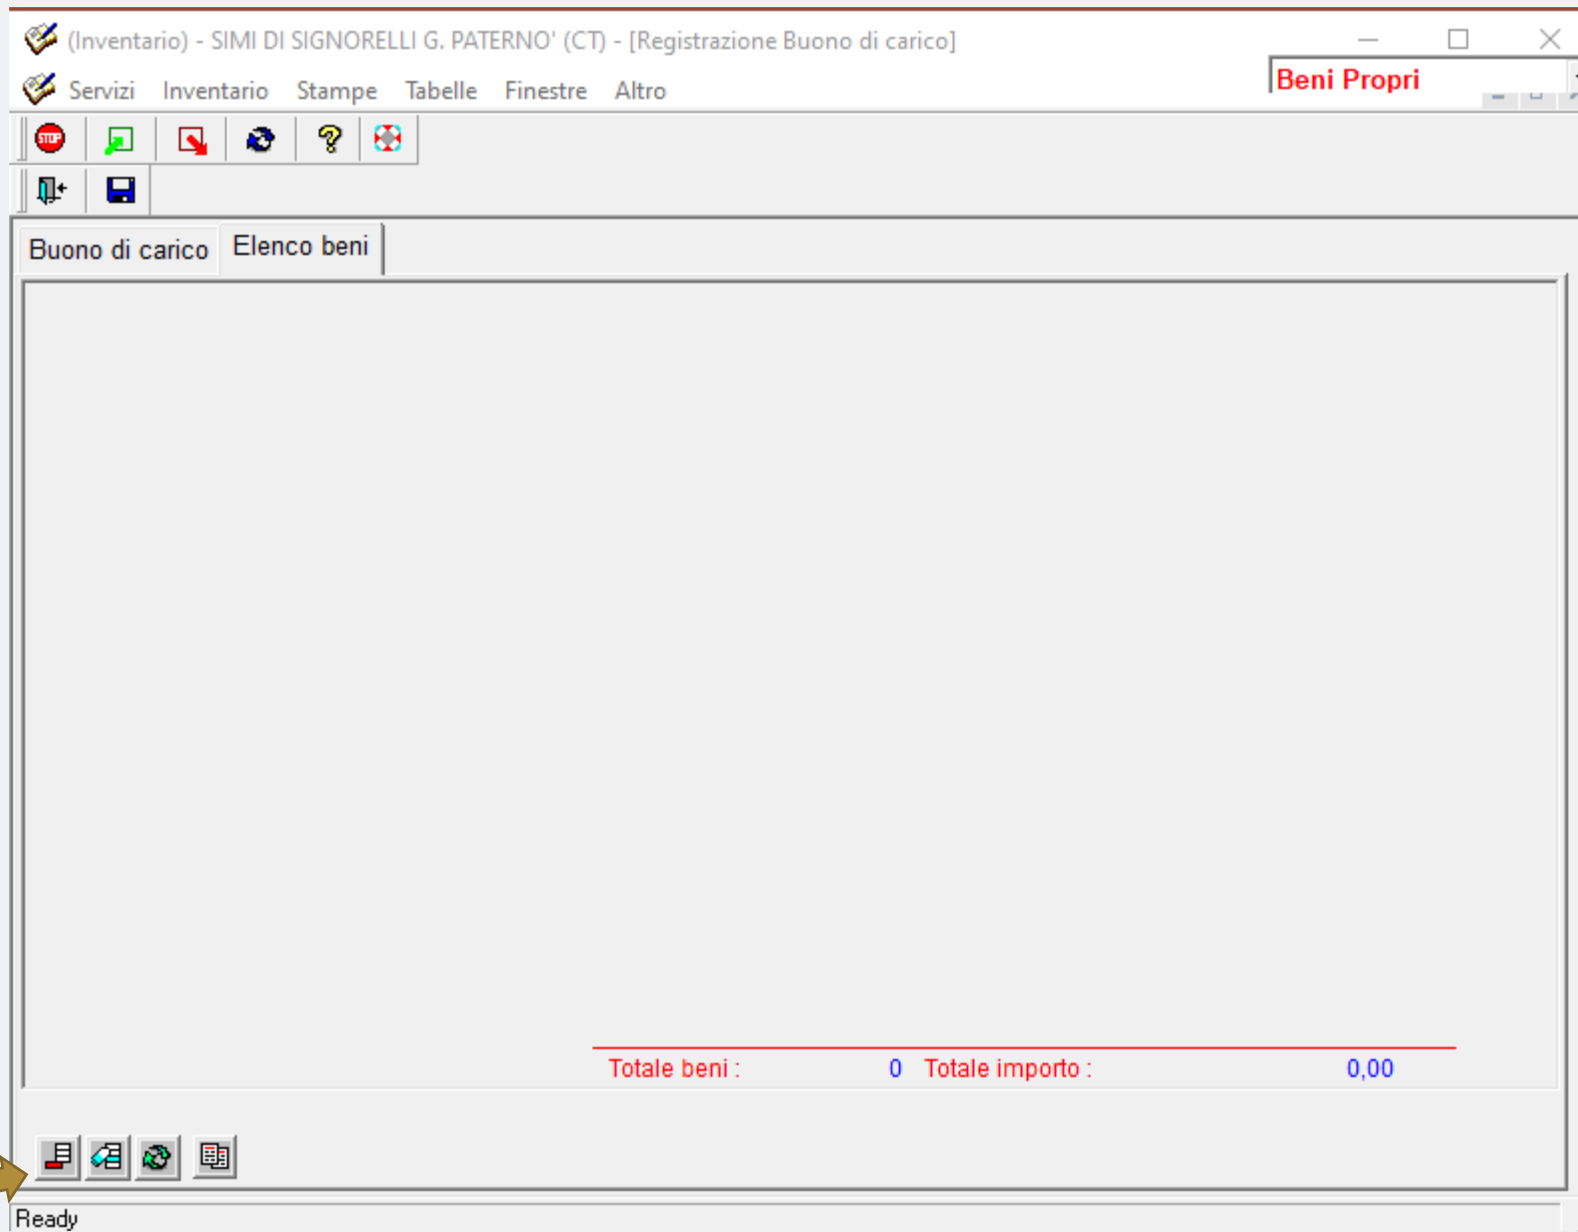 (Inventario) - SIMI DI SIGNORELLI G. PATERNO' (CT) - [Registrazione Buono di carico]
Servizi Inventario Stampe Tabelle Finestre Altro Beni Propri
STOP
Buono di carico Elenco beni
Totale beni : 0 Totale importo : 0,00
Ready